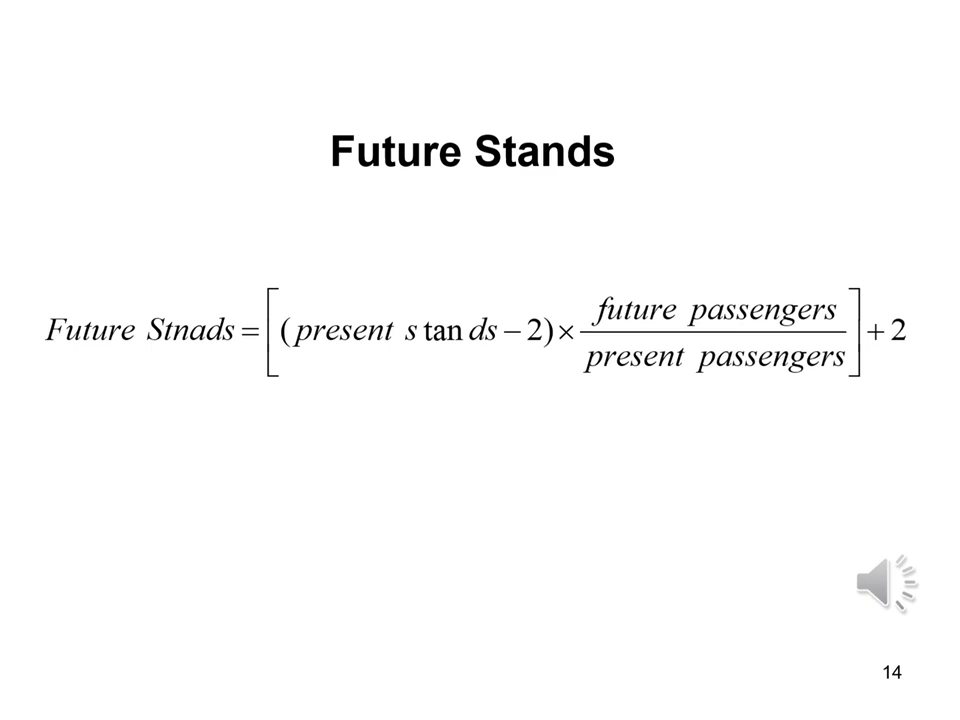 Future Stands
Future Stnads = [(present s tan ds − 2) × future passengers / present passengers] + 2
14